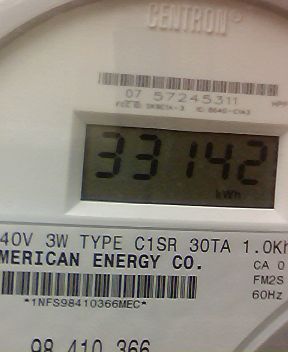 CENTRON®
07 57245311
33142
kWh
40V 3W TYPE C1SR 30TA 1.0Kh
MERICAN ENERGY CO.
CA 0
FM2S
60Hz
*1NFS98410366MEC*
98 410 366